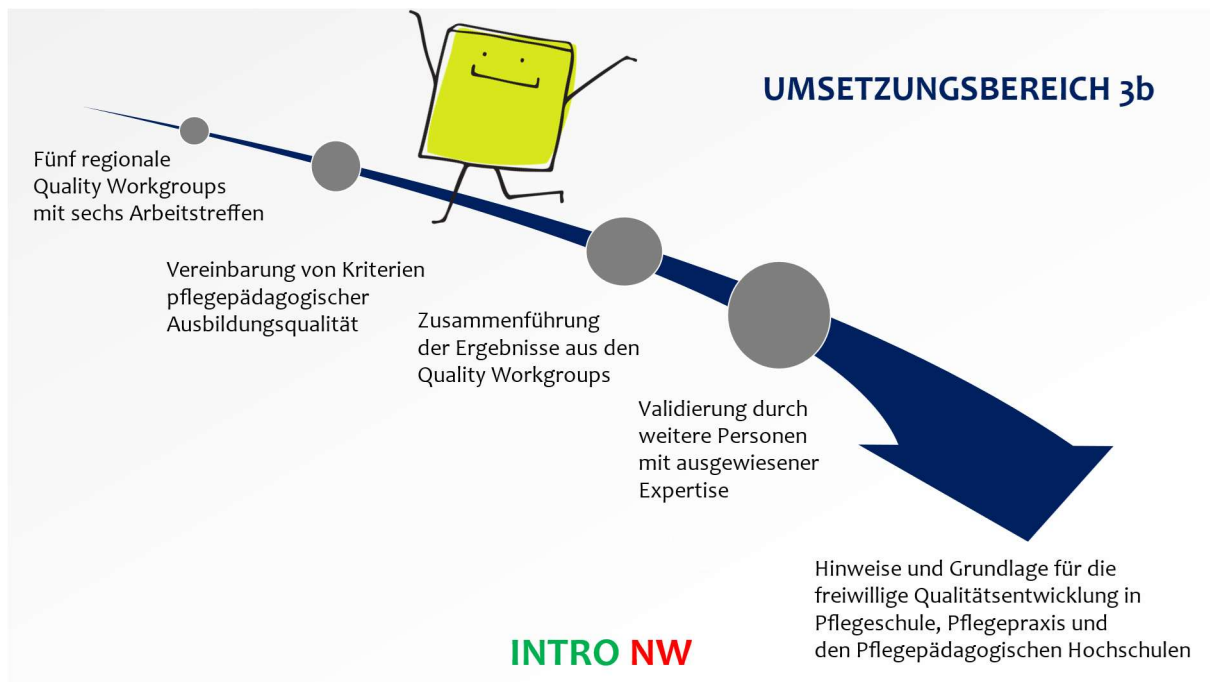 UMSETZUNGSBEREICH 3b
Fünf regionale
Quality Workgroups
mit sechs Arbeitstreffen
Vereinbarung von Kriterien
pflegepädagogischer
Ausbildungsqualität
Zusammenführung
der Ergebnisse aus den
Quality Workgroups
Validierung durch
weitere Personen
mit ausgewiesener
Expertise
Hinweise und Grundlage für die
freiwillige Qualitätsentwicklung in
Pflegeschule, Pflegepraxis und
den Pflegepädagogischen Hochschulen
INTRO NW